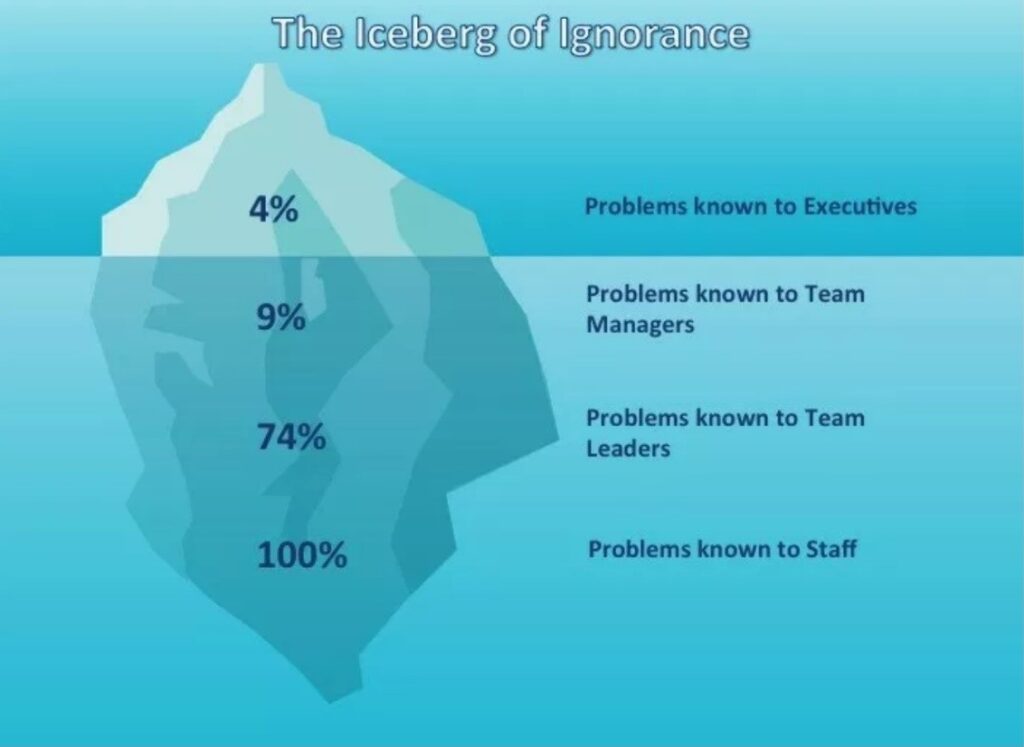 The Iceberg of Ignorance
4%
Problems known to Executives
9%
Problems known to Team
Managers
74%
Problems known to Team
Leaders
100%
Problems known to Staff